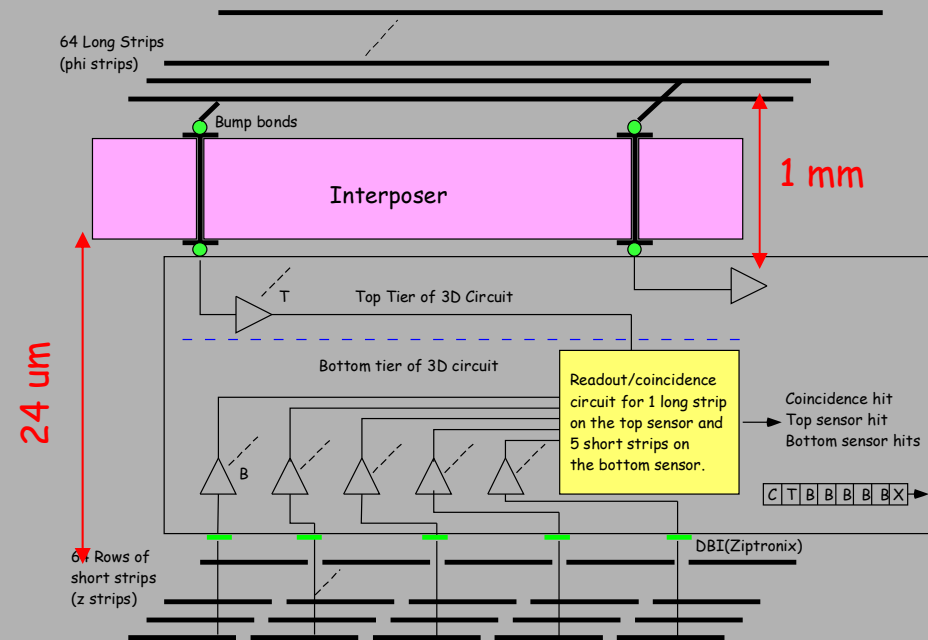 64 Long Strips
(phi strips)
Bump bonds
Interposer
1 mm
T
Top Tier of 3D Circuit
Bottom tier of 3D circuit
24 um
Readout/coincidence
circuit for 1 long strip
on the top sensor and
5 short strips on
the bottom sensor.
Coincidence hit
Top sensor hit
Bottom sensor hits
B
C T B B B B B X
DBI(Ziptronix)
64 Rows of
short strips
(z strips)